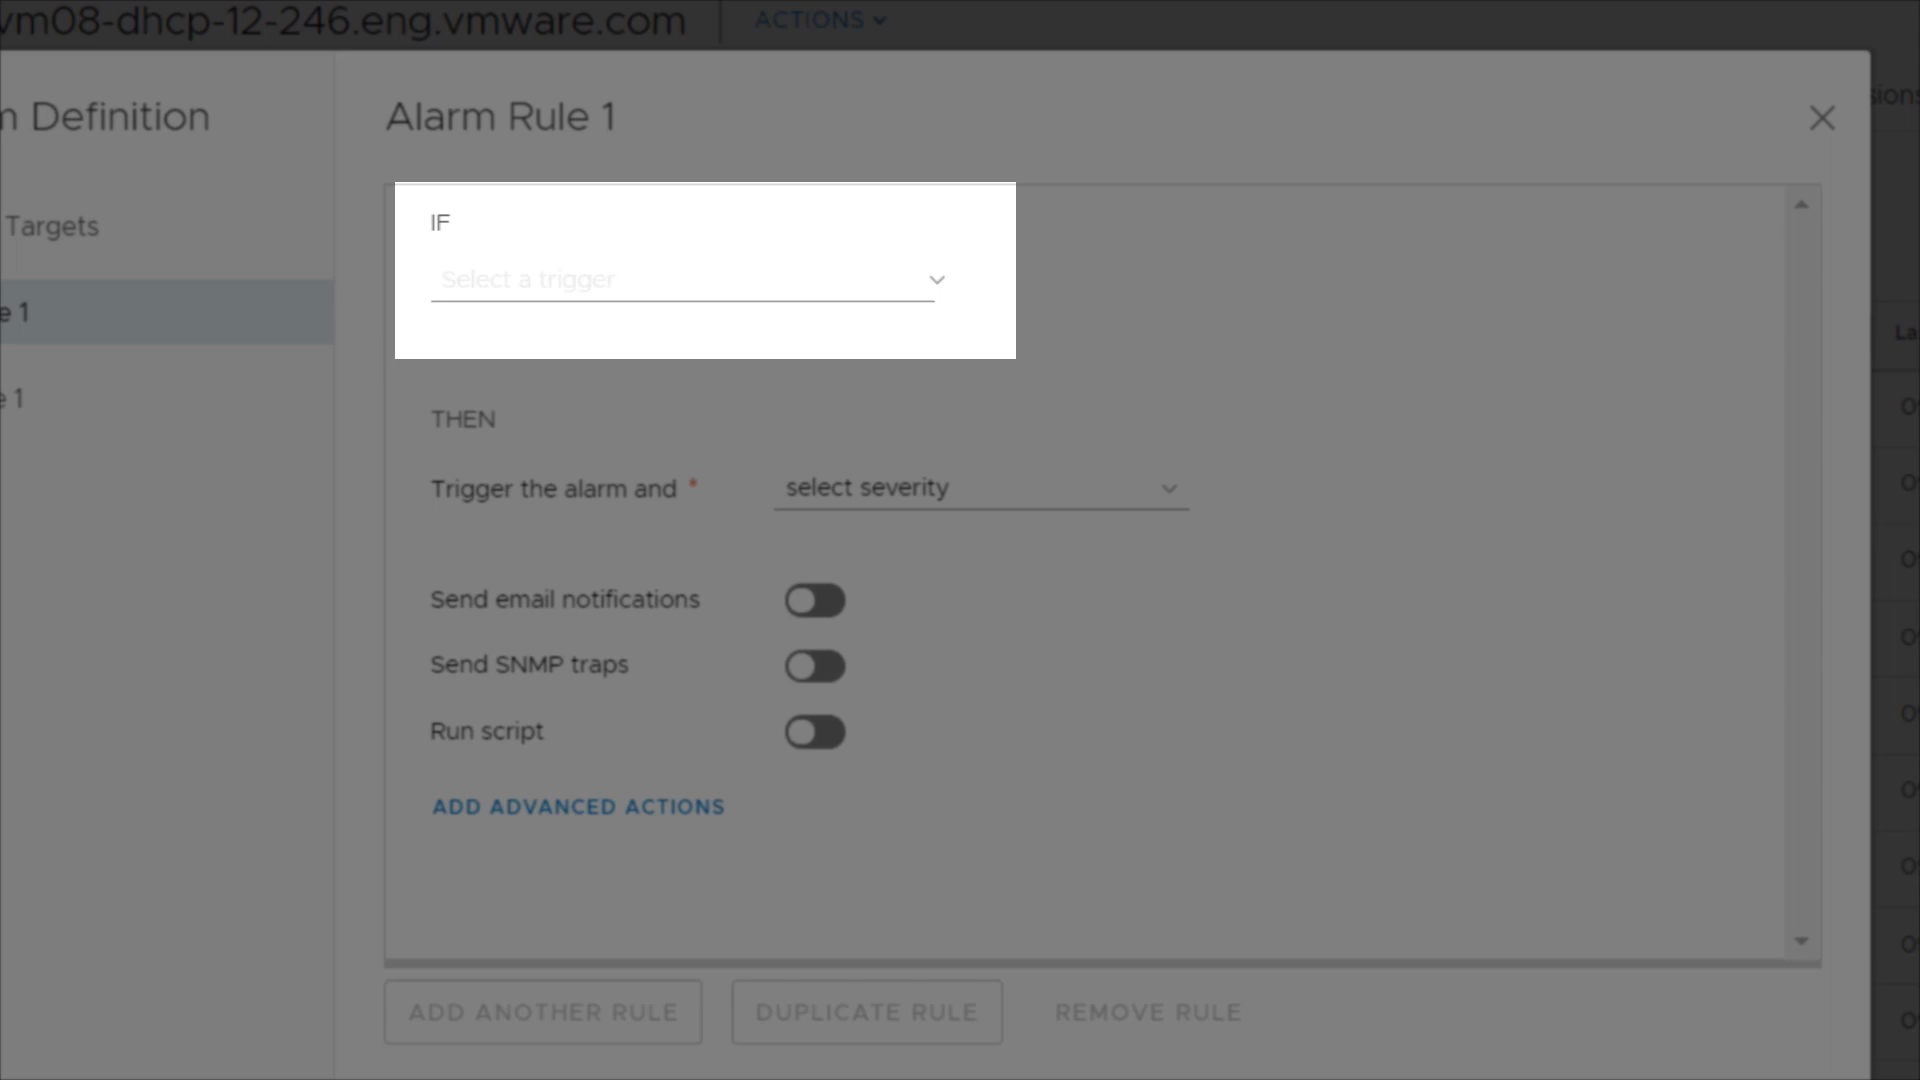 vm08-dhcp-12-246.eng.vmware.com
ACTIONS
Definition
Alarm Rule 1
Targets
IF
Select a trigger
e 1
La
e 1
THEN
Trigger the alarm and *
select severity
Send email notifications
Send SNMP traps
Run script
ADD ADVANCED ACTIONS
ADD ANOTHER RULE
DUPLICATE RULE
REMOVE RULE